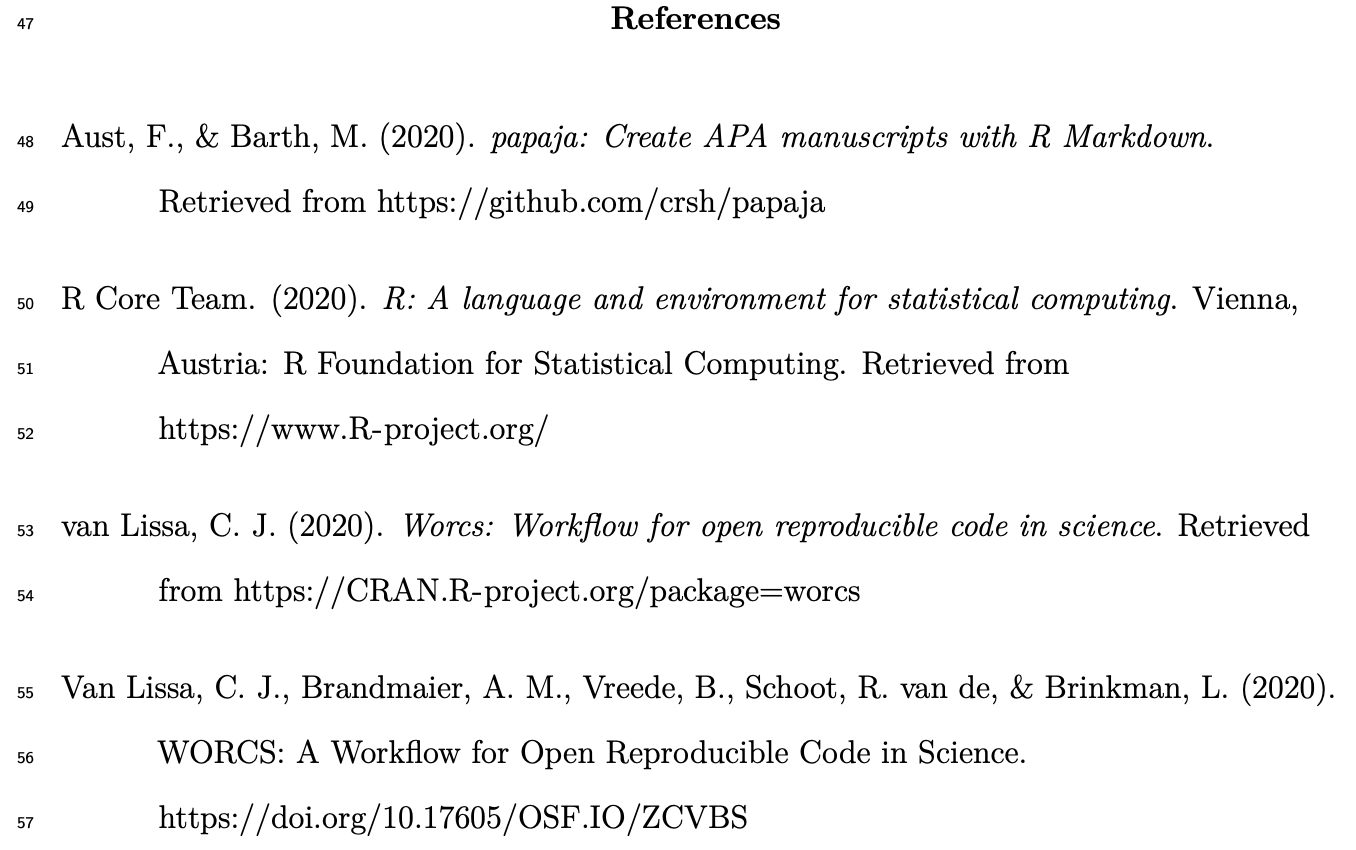 47 References
48 Aust, F., & Barth, M. (2020). papaja: Create APA manuscripts with R Markdown.
49 Retrieved from https://github.com/crsh/papaja
50 R Core Team. (2020). R: A language and environment for statistical computing. Vienna,
51 Austria: R Foundation for Statistical Computing. Retrieved from
52 https://www.R-project.org/
53 van Lissa, C. J. (2020). Worcs: Workflow for open reproducible code in science. Retrieved
54 from https://CRAN.R-project.org/package=worcs
55 Van Lissa, C. J., Brandmaier, A. M., Vreede, B., Schoot, R. van de, & Brinkman, L. (2020).
56 WORCS: A Workflow for Open Reproducible Code in Science.
57 https://doi.org/10.17605/OSF.IO/ZCVBS